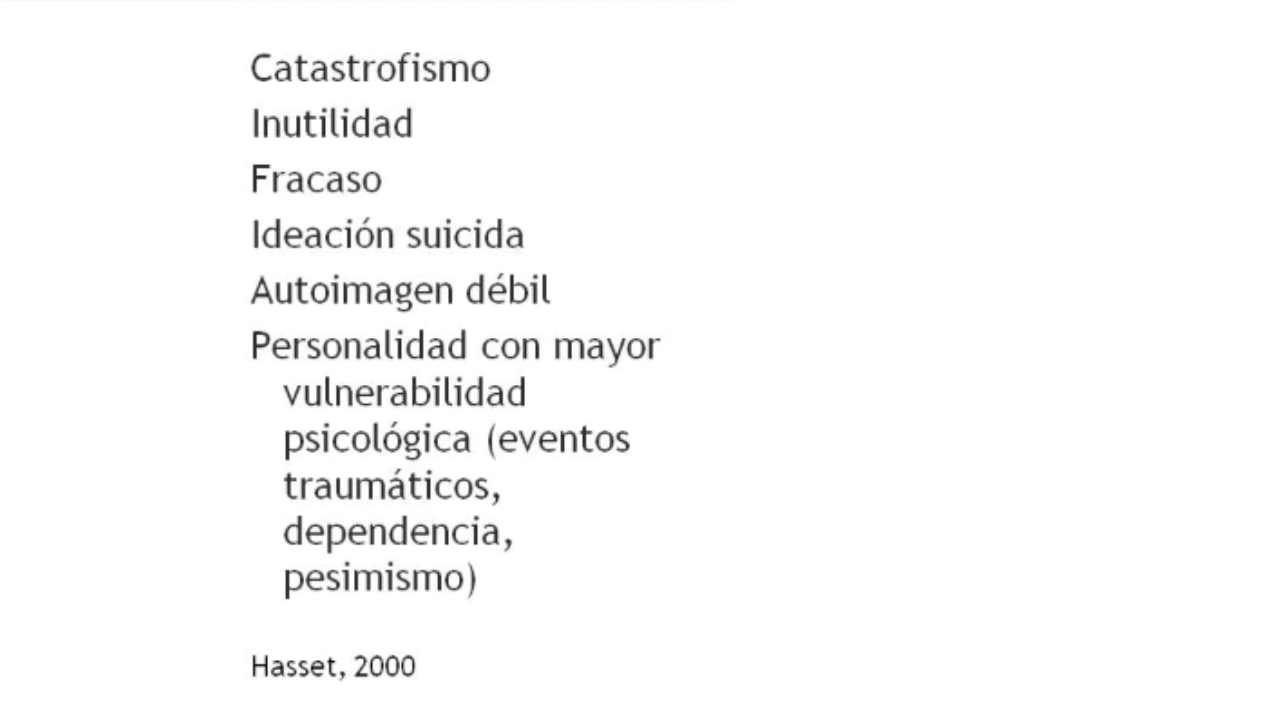 Catastrofismo
Inutilidad
Fracaso
Ideación suicida
Autoimagen débil
Personalidad con mayor
vulnerabilidad
psicológica (eventos
traumáticos,
dependencia,
pesimismo)
Hasset, 2000